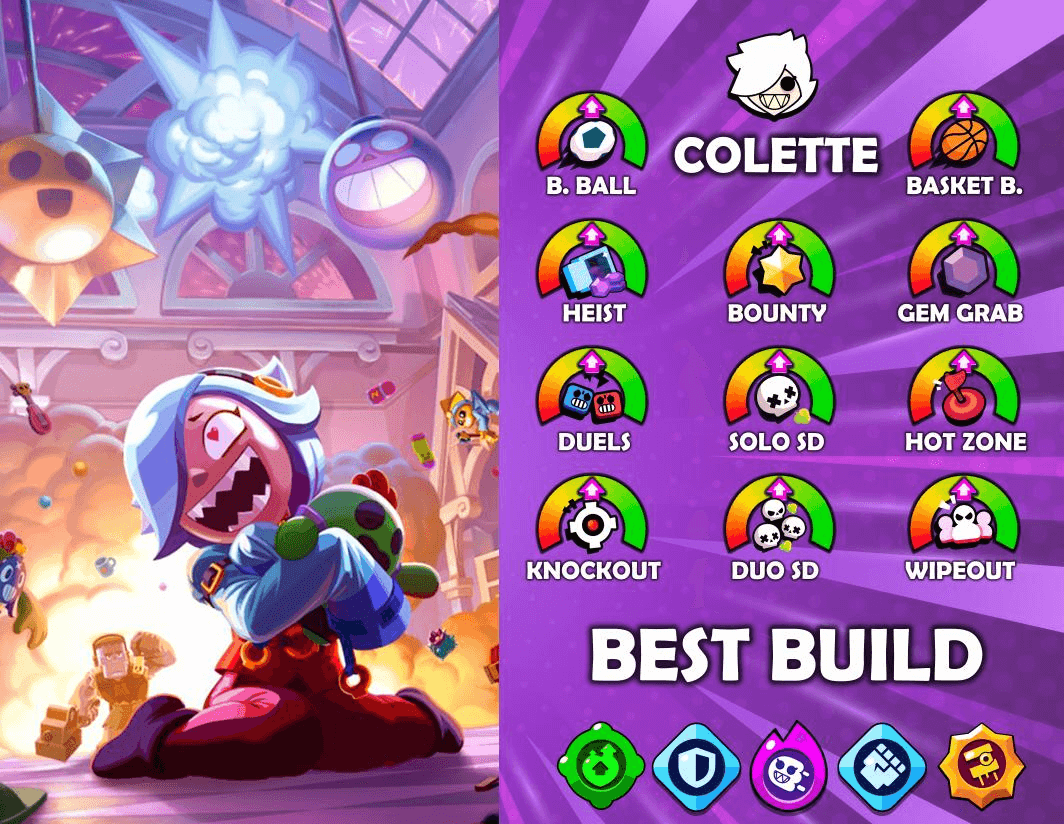 COLETTE
B. BALL
BASKET B.
HEIST
BOUNTY
GEM GRAB
DUELS
SOLO SD
HOT ZONE
KNOCKOUT
DUO SD
WIPEOUT
BEST BUILD